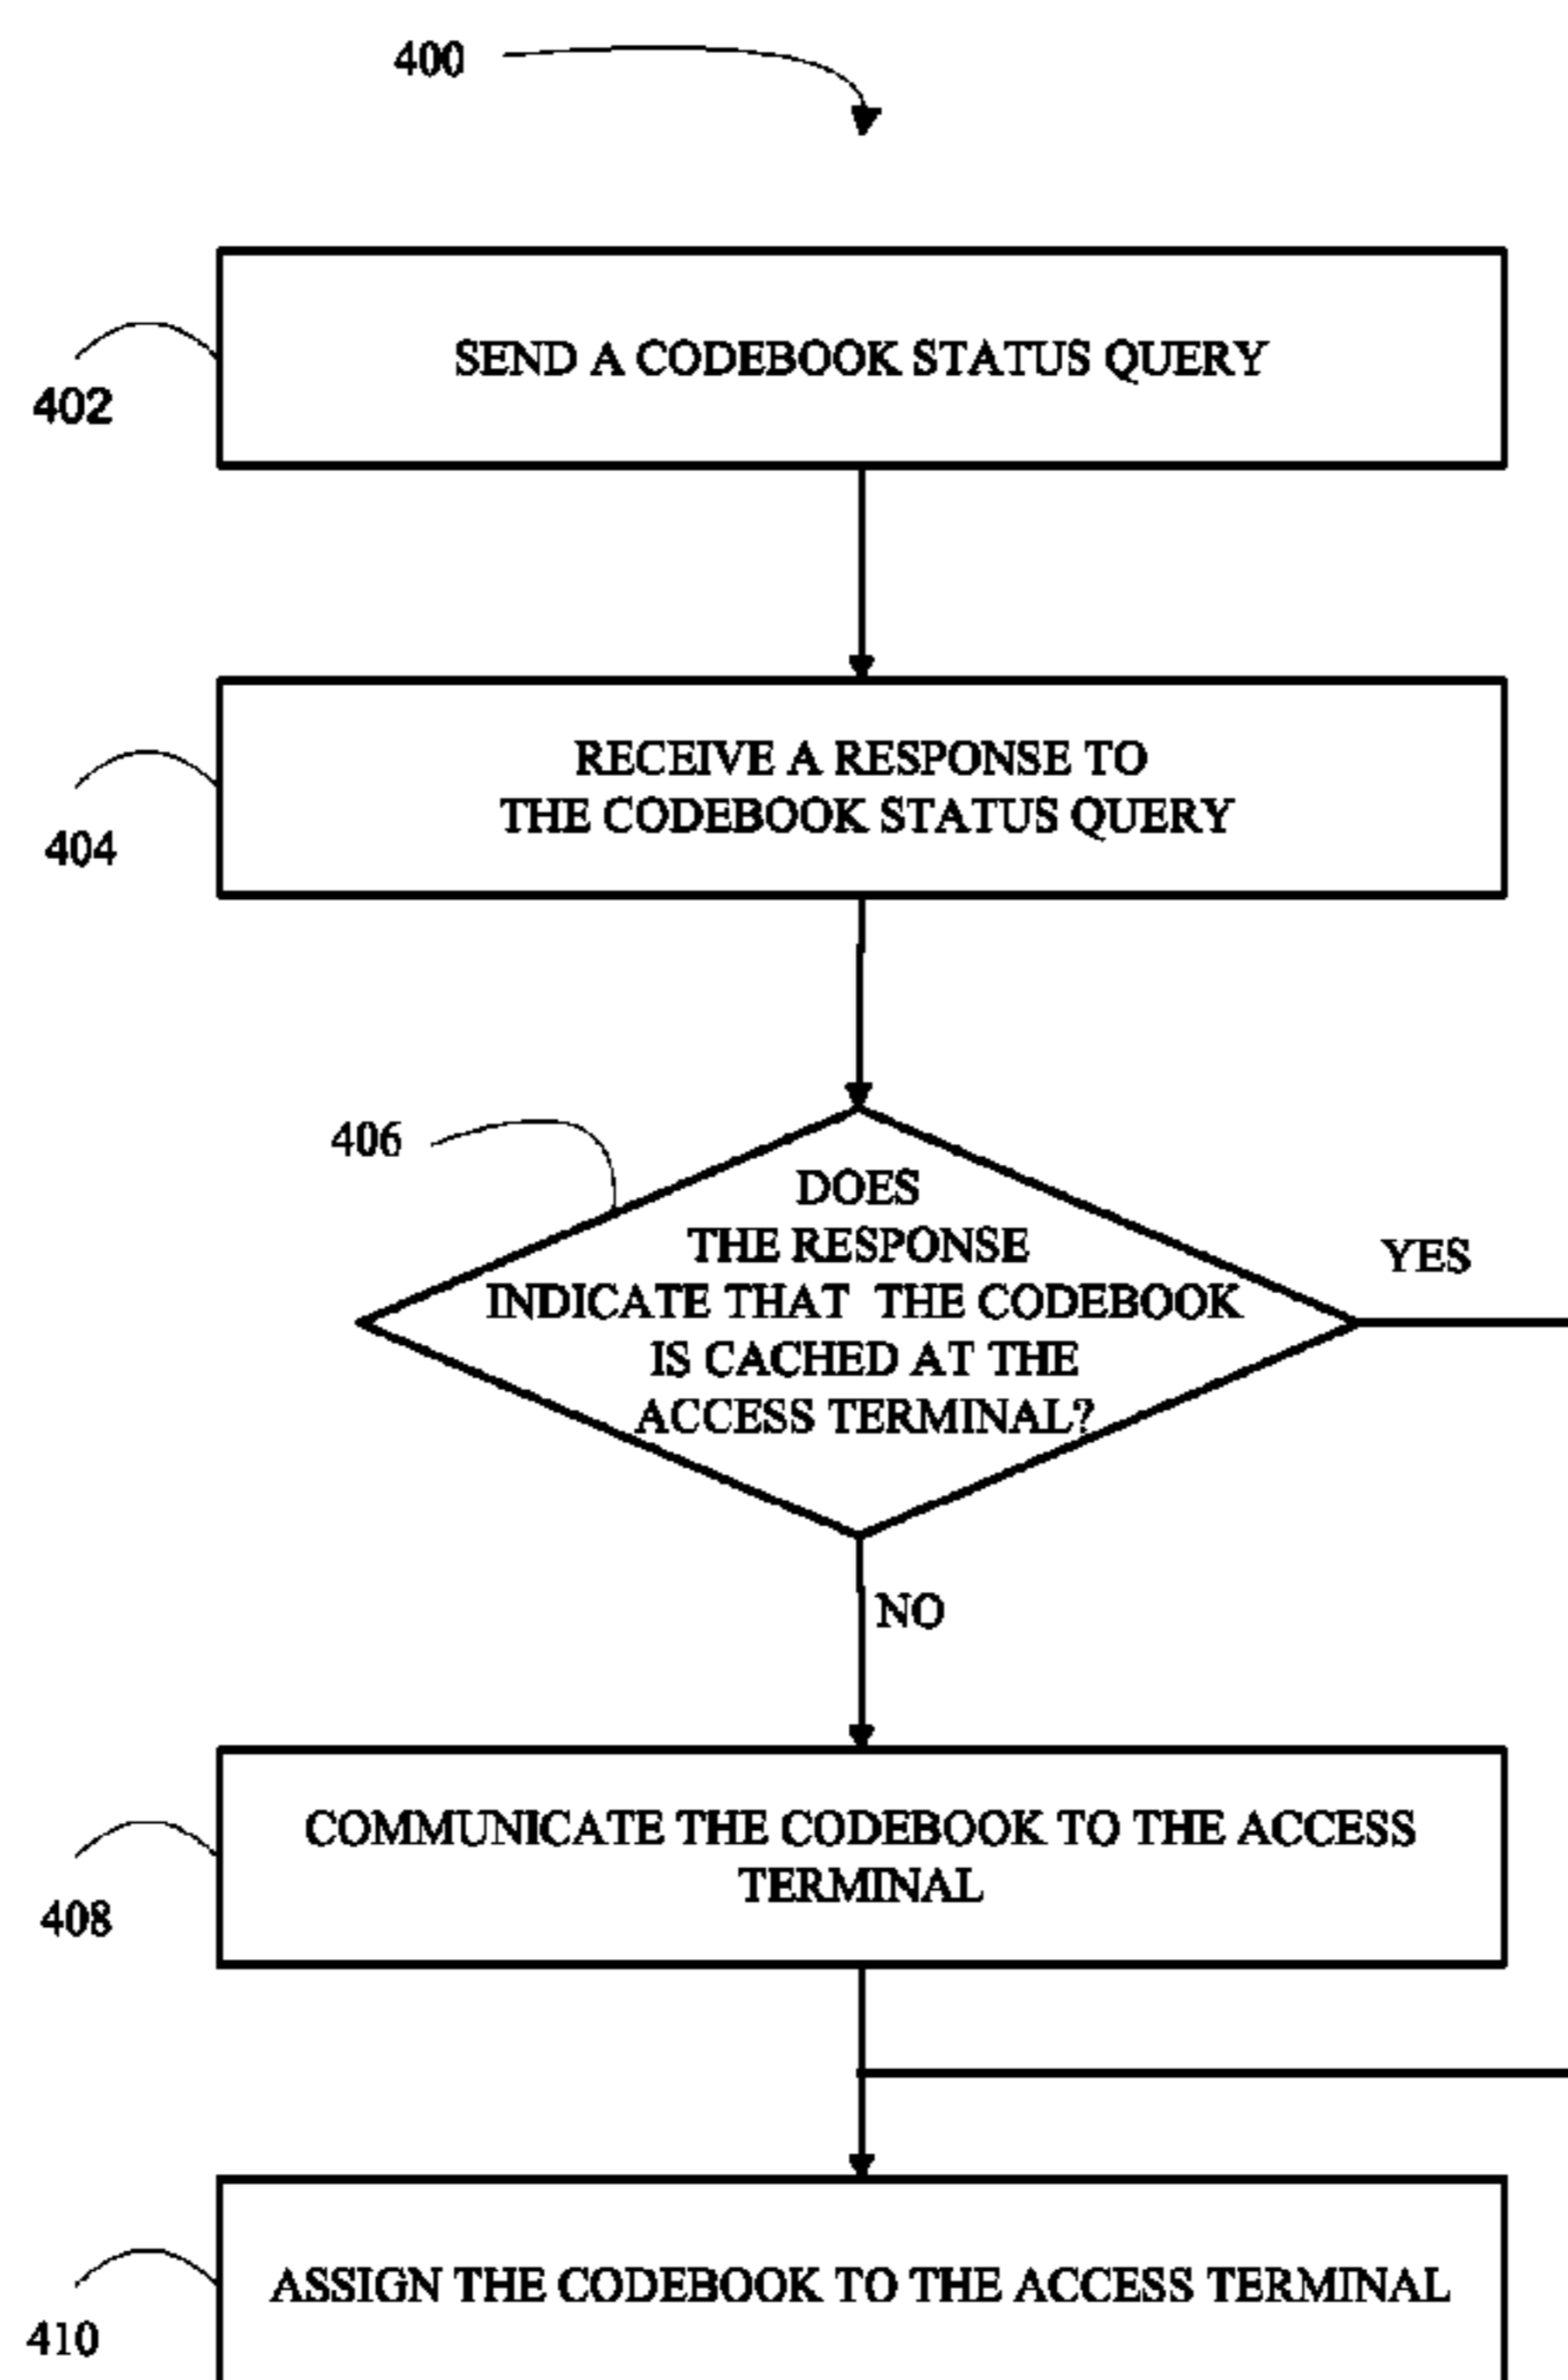 400
SEND A CODEBOOK STATUS QUERY
402
RECEIVE A RESPONSE TO
THE CODEBOOK STATUS QUERY
404
406
DOES
THE RESPONSE
INDICATE THAT THE CODEBOOK
IS CACHED AT THE
ACCESS TERMINAL?
YES
NO
COMMUNICATE THE CODEBOOK TO THE ACCESS
TERMINAL
408
ASSIGN THE CODEBOOK TO THE ACCESS TERMINAL
410